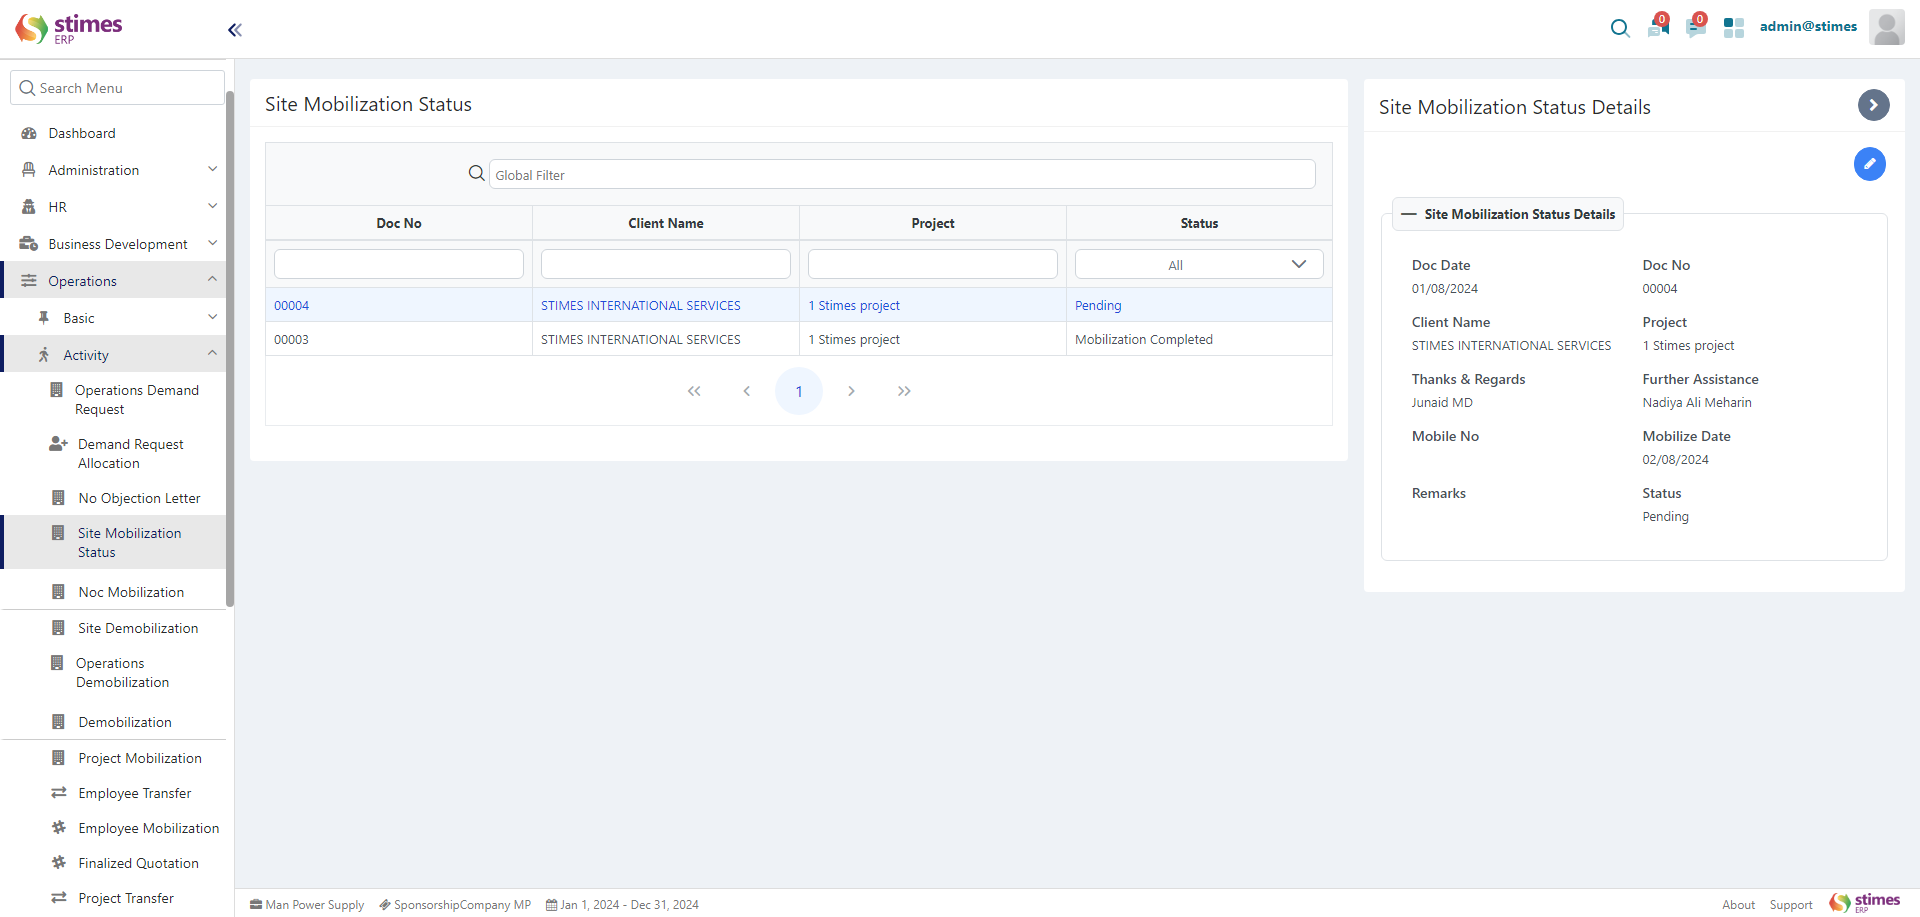 stimes
ERP
0
0
admin@stimes
Search Menu
Dashboard
Administration
HR
Business Development
Operations
Basic
Activity
Operations Demand
Request
Demand Request
Allocation
No Objection Letter
Site Mobilization
Status
Noc Mobilization
Site Demobilization
Operations
Demobilization
Demobilization
Project Mobilization
Employee Transfer
Employee Mobilization
Finalized Quotation
Project Transfer
Site Mobilization Status
Global Filter
Doc No Client Name Project Status
All
00004 STIMES INTERNATIONAL SERVICES 1 Stimes project Pending
00003 STIMES INTERNATIONAL SERVICES 1 Stimes project Mobilization Completed
1
Site Mobilization Status Details
Site Mobilization Status Details
Doc Date Doc No
01/08/2024 00004
Client Name Project
STIMES INTERNATIONAL SERVICES 1 Stimes project
Thanks & Regards Further Assistance
Junaid MD Nadiya Ali Meharin
Mobile No Mobilize Date
02/08/2024
Remarks Status
Pending
Man Power Supply SponsorshipCompany MP Jan 1, 2024 - Dec 31, 2024
About Support stimes
ERP